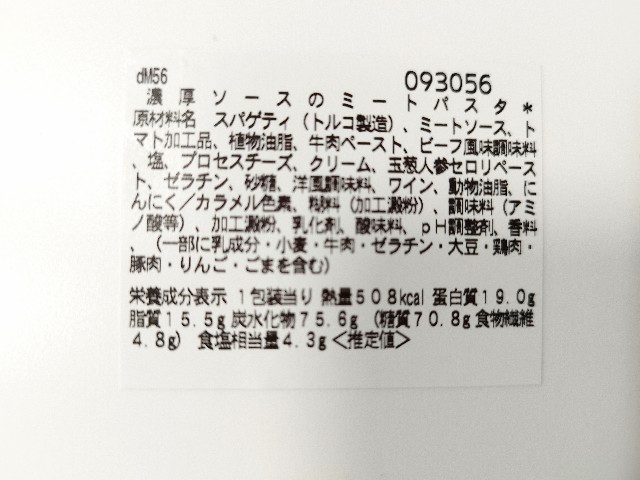 dM56
093056
濃厚ソースのミートパスタ*
原材料名 スパゲティ（トルコ製造）、ミートソース、ト
マト加工品、植物油脂、牛肉ペースト、ビーフ風味調味料
、塩、プロセスチーズ、クリーム、玉葱人参セロリペース
ト、ゼラチン、砂糖、洋風調味料、ワイン、動物油脂、に
んにく／カラメル色素、糊料（加工澱粉）、調味料（アミ
ノ酸等）、加工澱粉、乳化剤、酸味料、pH調整剤、香料
、（一部に乳成分・小麦・牛肉・ゼラチン・大豆・鶏肉・
豚肉・りんご・ごまを含む）
栄養成分表示 1包装当り 熱量508kcal 蛋白質19.0g
脂質15.5g 炭水化物75.6g （糖質70.8g 食物繊維
4.8g） 食塩相当量4.3g＜推定値＞